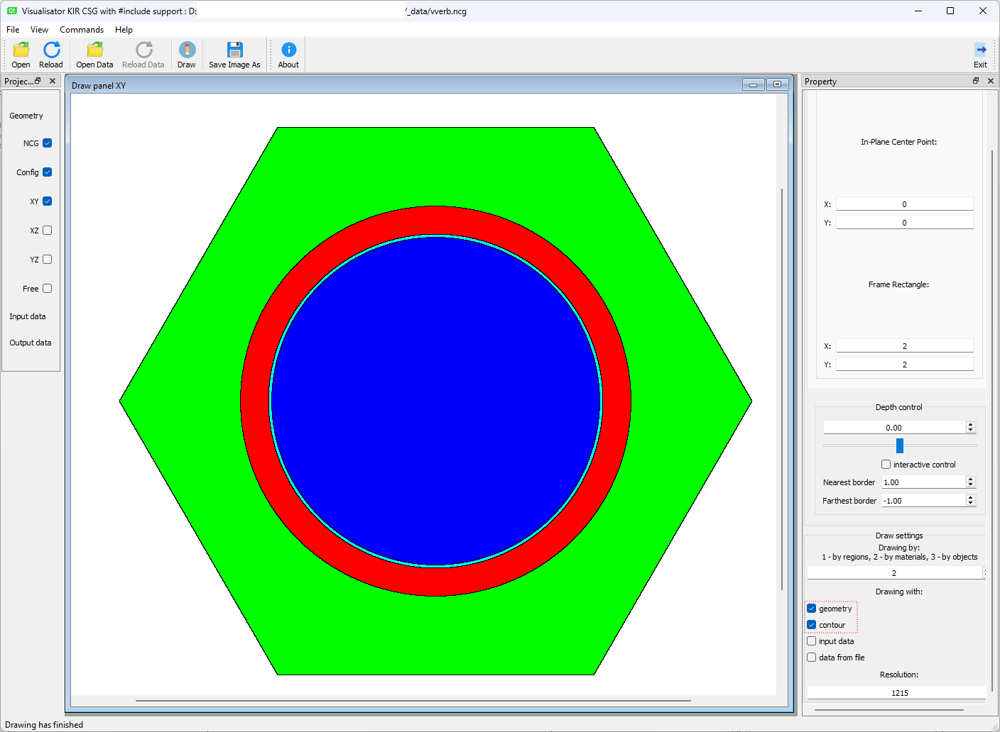 Visualisator KIR CSG with #include support : D:
/_data/vverb.ncg
File View Commands Help
Open Reload Open Data Reload Data Draw Save Image As About Exit
Projec...
Geometry
NCG
Config
XY
XZ
YZ
Free
Input data
Output data
Draw panel XY
Property
In-Plane Center Point:
X: 0
Y: 0
Frame Rectangle:
X: 2
Y: 2
Depth control
0.00
interactive control
Nearest border 1.00
Farthest border -1.00
Draw settings
Drawing by:
1 - by regions, 2 - by materials, 3 - by objects
2
Drawing with:
geometry
contour
input data
data from file
Resolution:
1215
Drawing has finished